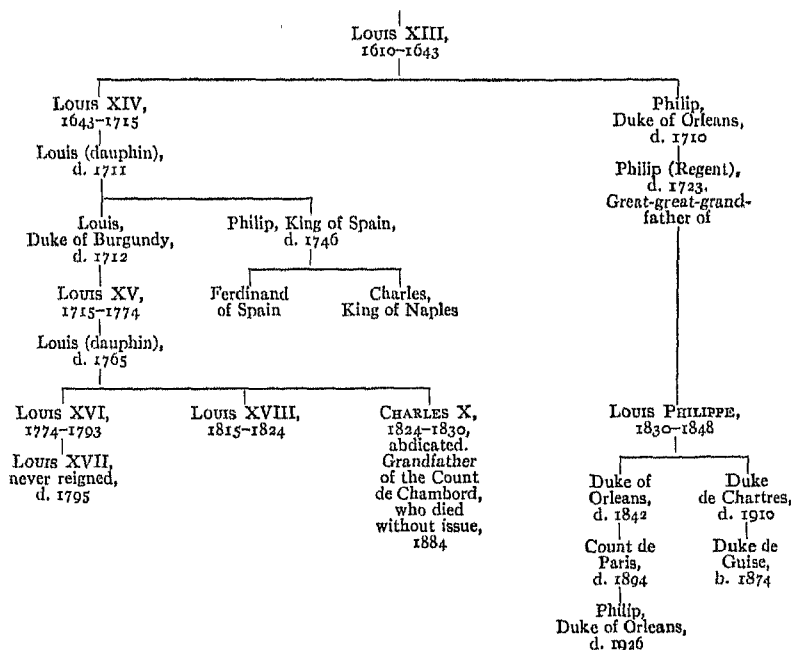 Louis XIII,
1610–1643
Louis XIV,
1643–1715
Philip,
Duke of Orleans,
d. 1710
Louis (dauphin),
d. 1711
Philip (Regent),
d. 1723.
Great-great-grand-
father of
Louis,
Duke of Burgundy,
d. 1712
Philip, King of Spain,
d. 1746
Louis XV,
1715–1774
Ferdinand
of Spain
Charles,
King of Naples
Louis (dauphin),
d. 1765
Louis XVI,
1774–1793
Louis XVIII,
1815–1824
Charles X,
1824–1830,
abdicated.
Grandfather
of the Count
de Chambord,
who died
without issue,
1884
Louis Philippe,
1830–1848
Louis XVII,
never reigned,
d. 1795
Duke of
Orleans,
d. 1842
Duke
de Chartres,
d. 1910
Count de
Paris,
d. 1894
Duke de
Guise,
b. 1874
Philip,
Duke of Orleans,
d. 1926